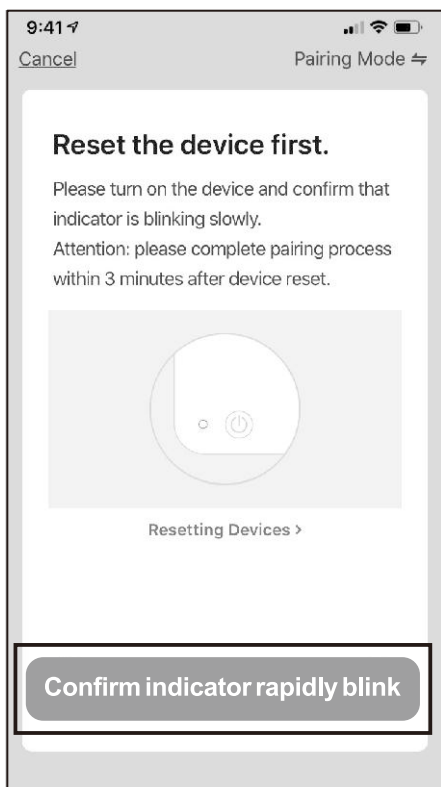 9:41
Cancel
Pairing Mode
Reset the device first.
Please turn on the device and confirm that
indicator is blinking slowly.
Attention: please complete pairing process
within 3 minutes after device reset.
Resetting Devices >
Confirm indicator rapidly blink